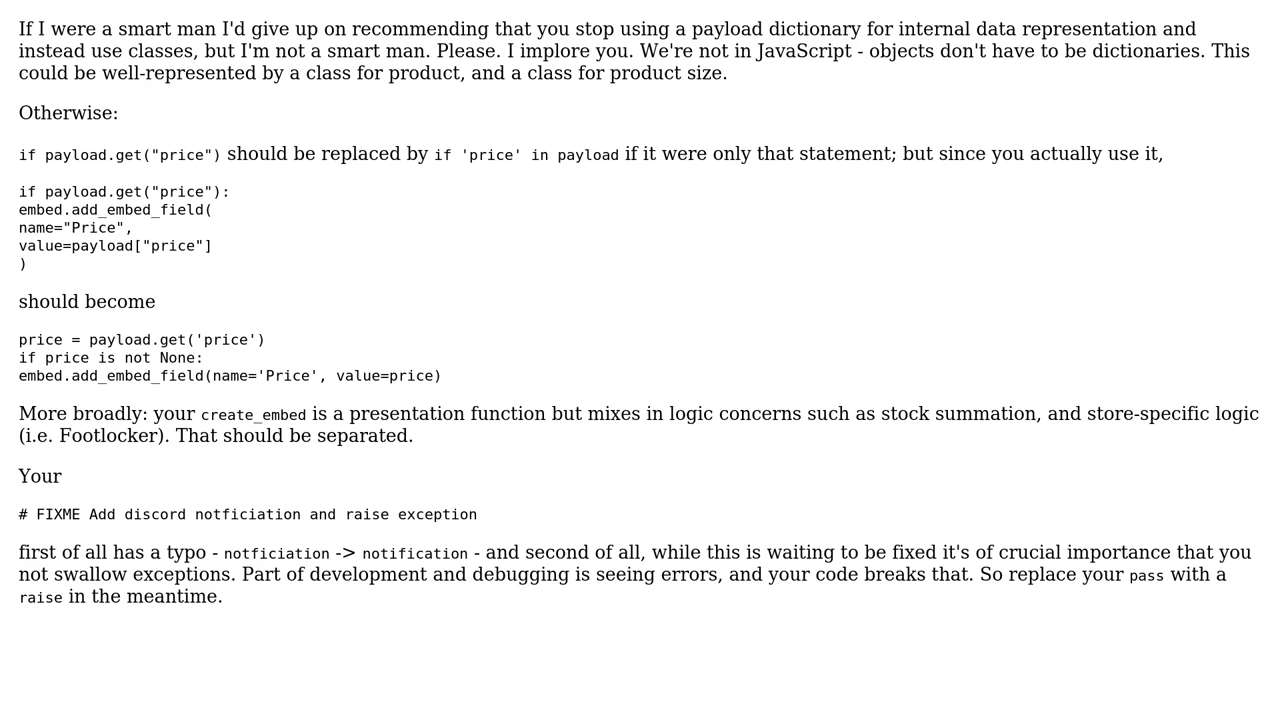 If I were a smart man I'd give up on recommending that you stop using a payload dictionary for internal data representation and
instead use classes, but I'm not a smart man. Please. I implore you. We're not in JavaScript - objects don't have to be dictionaries. This
could be well-represented by a class for product, and a class for product size.
Otherwise:
if payload.get("price") should be replaced by if 'price' in payload if it were only that statement; but since you actually use it,
if payload.get("price"):
embed.add_embed_field(
name="Price",
value=payload["price"]
)
should become
price = payload.get('price')
if price is not None:
embed.add_embed_field(name='Price', value=price)
More broadly: your create_embed is a presentation function but mixes in logic concerns such as stock summation, and store-specific logic
(i.e. Footlocker). That should be separated.
Your
# FIXME Add discord notficiation and raise exception
first of all has a typo - notficiation -> notification - and second of all, while this is waiting to be fixed it's of crucial importance that you
not swallow exceptions. Part of development and debugging is seeing errors, and your code breaks that. So replace your pass with a
raise in the meantime.